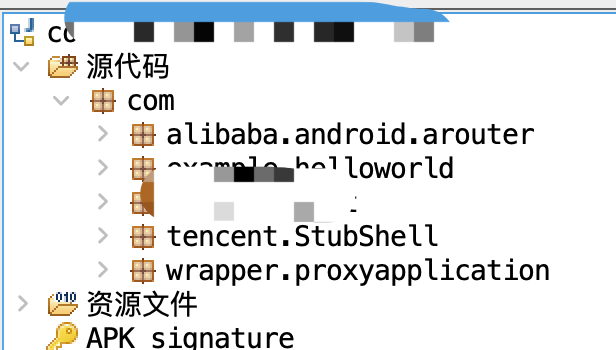 源代码
com
alibaba.android.arouter
example.helloworld
tencent.StubShell
wrapper.proxyapplication
资源文件
APK signature